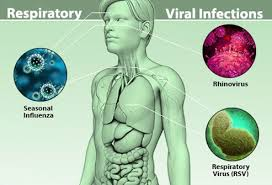 Respiratory Viral Infections
Seasonal
Influenza
Rhinovirus
Respiratory
Virus (RSV)